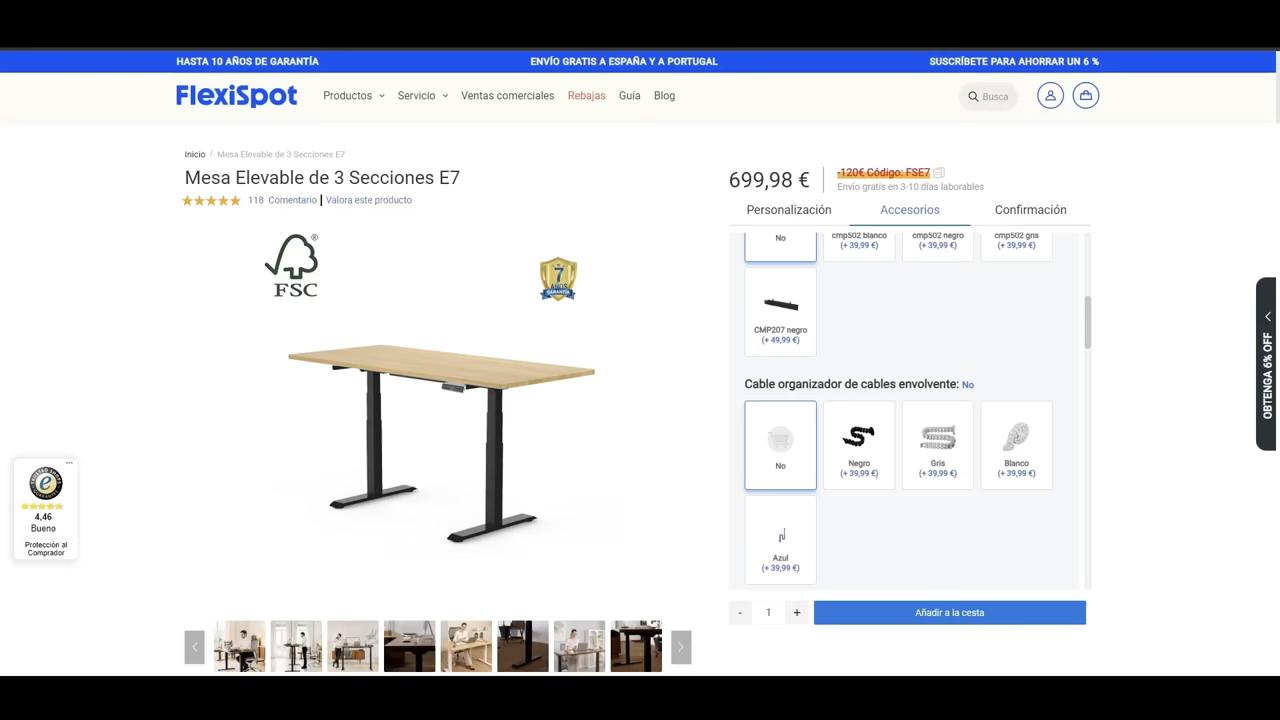 HASTA 10 AÑOS DE GARANTÍA
ENVÍO GRATIS A ESPAÑA Y A PORTUGAL
SUSCRÍBETE PARA AHORRAR UN 6 %
FlexiSpot
Productos
Servicio
Ventas comerciales
Rebajas
Guía
Blog
Busca
Inicio / Mesa Elevable de 3 Secciones E7
Mesa Elevable de 3 Secciones E7
118 Comentario | Valora este producto
FSC®
7
AÑOS
GARANTÍA
699,98 €
-120€ Código: FSE7
Envío gratis en 3-10 días laborables
Personalización
Accesorios
Confirmación
No
cmp502 blanco
(+ 39,99 €)
cmp502 negro
(+ 39,99 €)
cmp502 gris
(+ 39,99 €)
CMP207 negro
(+ 49,99 €)
Cable organizador de cables envolvente: No
No
Negro
(+ 39,99 €)
Gris
(+ 39,99 €)
Blanco
(+ 39,99 €)
Azul
(+ 39,99 €)
- 1 +
Añadir a la cesta
OBTENGA 6% OFF
e
4,46
Bueno
Protección al
Comprador